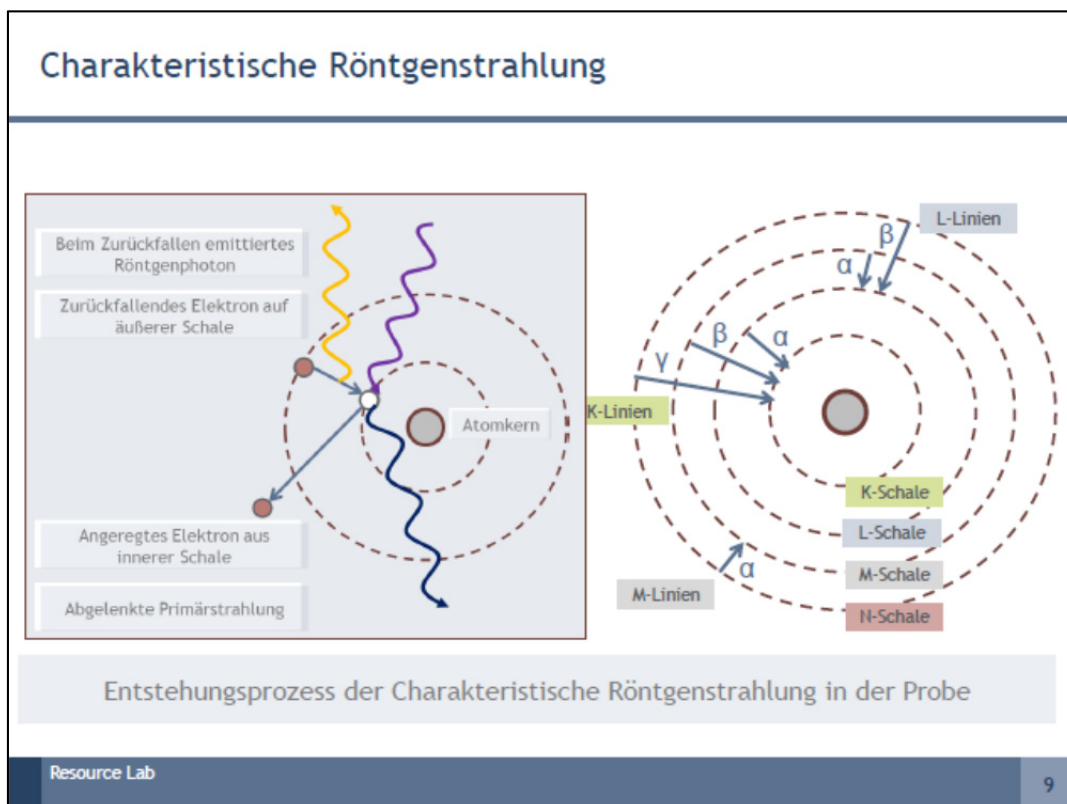 Charakteristische Röntgenstrahlung
Beim Zurückfallen emittiertes
Röntgenphoton
Zurückfallendes Elektron auf
äußerer Schale
Atomkern
Angeregtes Elektron aus
innerer Schale
Abgelenkte Primärstrahlung
L-Linien
β
α
α
β
γ
K-Linien
K-Schale
L-Schale
M-Schale
N-Schale
α
M-Linien
Entstehungsprozess der Charakteristische Röntgenstrahlung in der Probe
Resource Lab
9